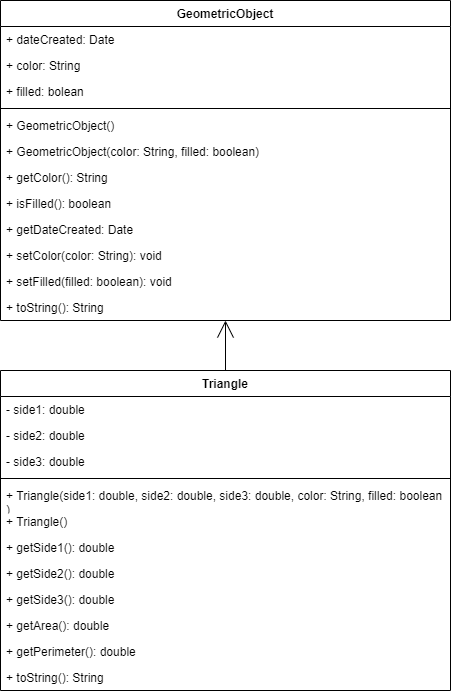 GeometricObject
+ dateCreated: Date
+ color: String
+ filled: bolean
+ GeometricObject()
+ GeometricObject(color: String, filled: boolean)
+ getColor(): String
+ isFilled(): boolean
+ getDateCreated: Date
+ setColor(color: String): void
+ setFilled(filled: boolean): void
+ toString(): String
Triangle
- side1: double
- side2: double
- side3: double
+ Triangle(side1: double, side2: double, side3: double, color: String, filled: boolean
)
+ Triangle()
+ getSide1(): double
+ getSide2(): double
+ getSide3(): double
+ getArea(): double
+ getPerimeter(): double
+ toString(): String